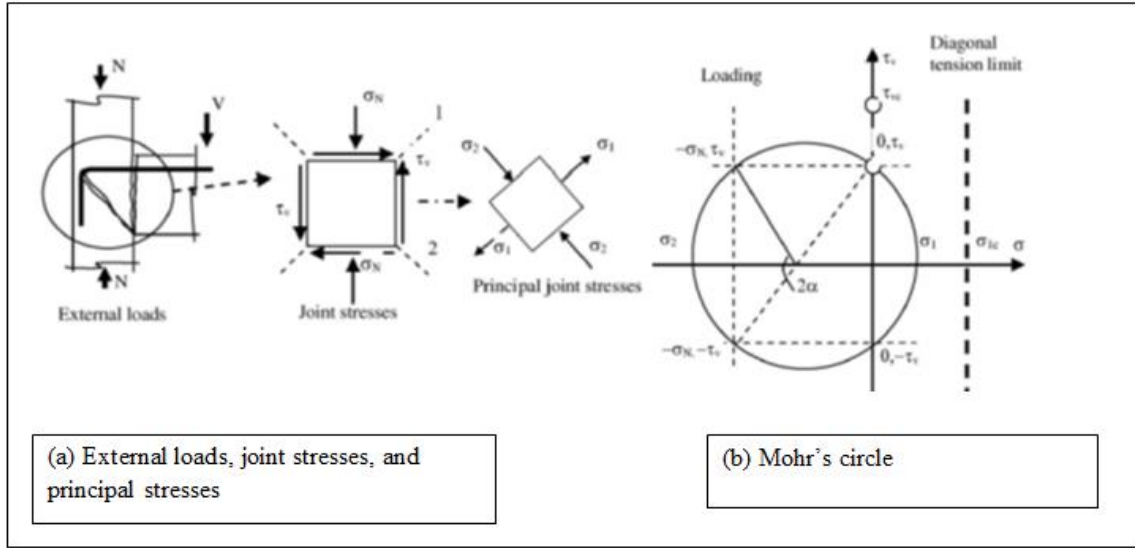 N
V
N
External loads
σN
1
τv
τv
2
σN
Joint stresses
σ2
σ1
σ1
σ2
Principal joint stresses
Loading
Diagonal
tension limit
τv
0,τv
−σN, τv
σ2
σ1
σ1c
σ
2α
−σN,−τv
0,−τv
(a) External loads, joint stresses, and
principal stresses
(b) Mohr’s circle